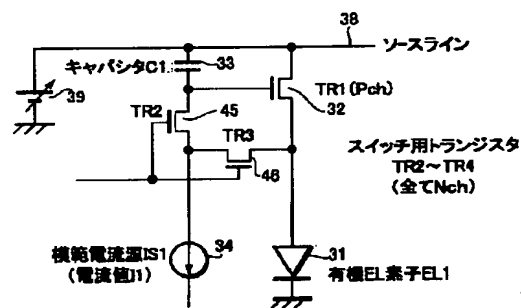 38
ソースライン
キャパシタC1
33
TR1(Pch)
32
39
TR2
45
TR3
46
スイッチ用トランジスタ
TR2～TR4
(全てNch)
模範電流源IS1
(電流値I1)
34
31
有機EL素子EL1